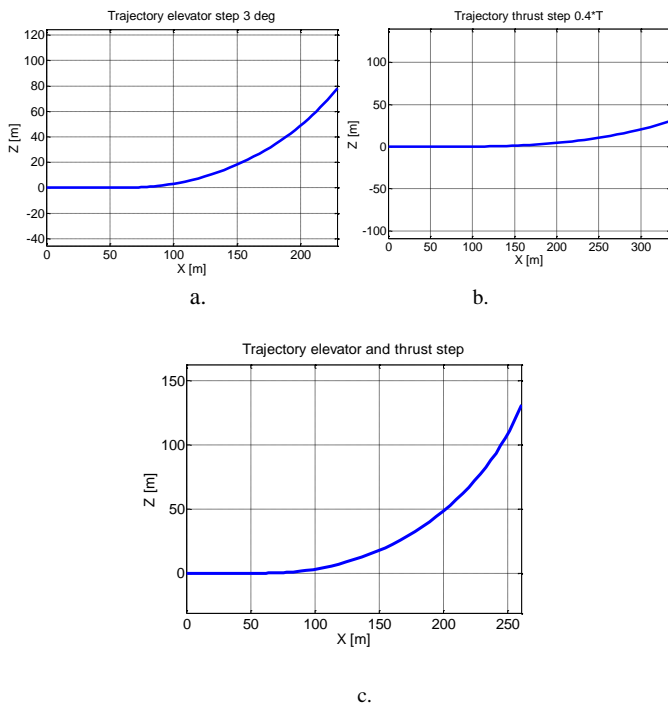 Trajectory elevator step 3 deg
120
100
80
60
40
20
0
-20
-40
Z [m]
0 50 100 150 200
X [m]
a.
Trajectory thrust step 0.4*T
100
50
0
-50
-100
Z [m]
0 50 100 150 200 250 300
X [m]
b.
Trajectory elevator and thrust step
150
100
50
0
Z [m]
0 50 100 150 200 250
X [m]
c.